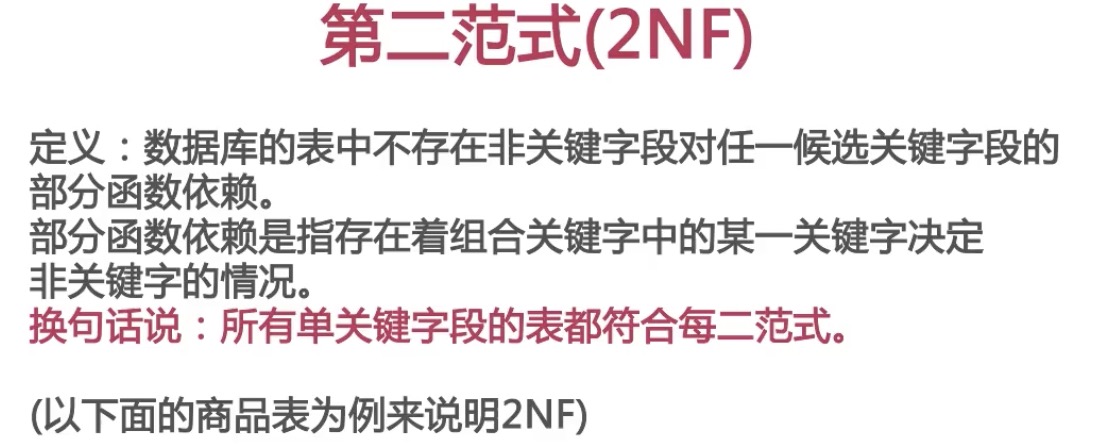 第二范式(2NF)
定义：数据库的表中不存在非关键字段对任一候选关键字段的
部分函数依赖。
部分函数依赖是指存在着组合关键字中的某一关键字决定
非关键字的情况。
换句话说：所有单关键字段的表都符合每二范式。
(以下面的商品表为例来说明2NF)